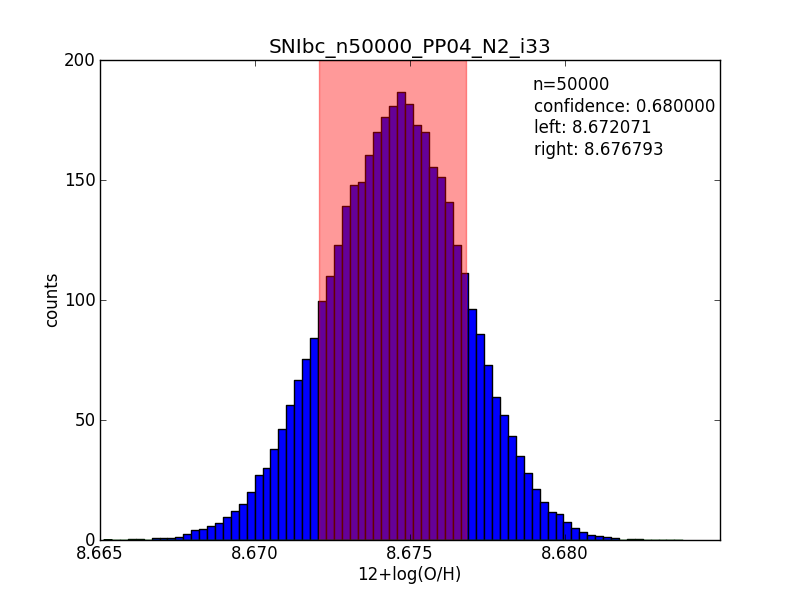 SNIbc_n50000_PP04_N2_i33
n=50000
confidence: 0.680000
left: 8.672071
right: 8.676793
200
150
100
50
0
counts
8.665 8.670 8.675 8.680
12+log(O/H)